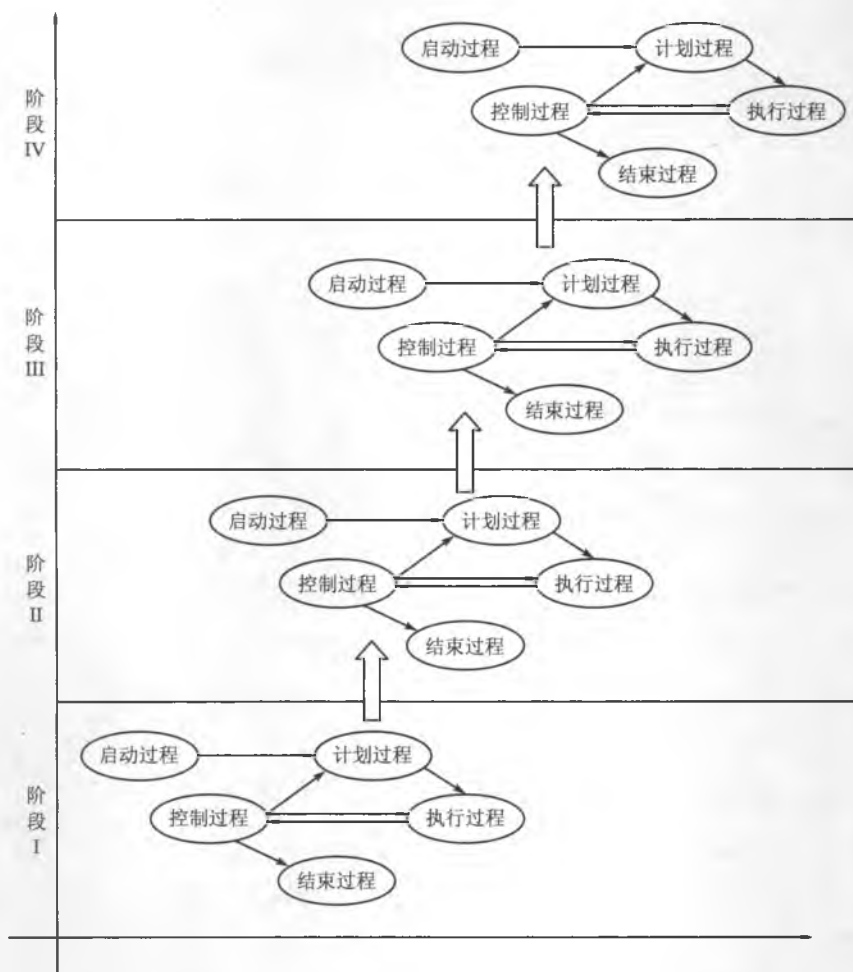 启动过程
计划过程
控制过程
执行过程
结束过程
阶
段
IV
启动过程
计划过程
控制过程
执行过程
结束过程
阶
段
III
启动过程
计划过程
控制过程
执行过程
结束过程
阶
段
II
启动过程
计划过程
控制过程
执行过程
结束过程
阶
段
I